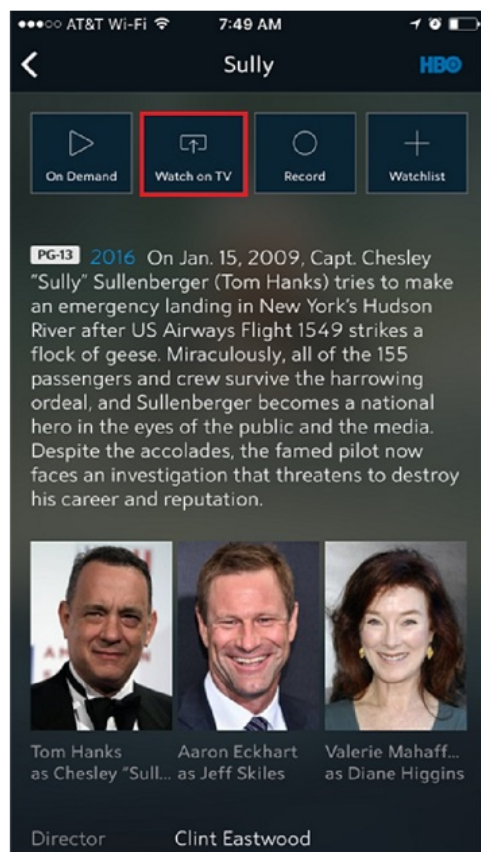 AT&T Wi-Fi 7:49 AM
Sully HBO
On Demand Watch on TV Record Watchlist
PG-13 2016 On Jan. 15, 2009, Capt. Chesley
"Sully" Sullenberger (Tom Hanks) tries to make
an emergency landing in New York's Hudson
River after US Airways Flight 1549 strikes a
flock of geese. Miraculously, all of the 155
passengers and crew survive the harrowing
ordeal, and Sullenberger becomes a national
hero in the eyes of the public and the media.
Despite the accolades, the famed pilot now
faces an investigation that threatens to destroy
his career and reputation.
Tom Hanks Aaron Eckhart Valerie Mahaff...
as Chesley "Sull... as Jeff Skiles as Diane Higgins
Director Clint Eastwood